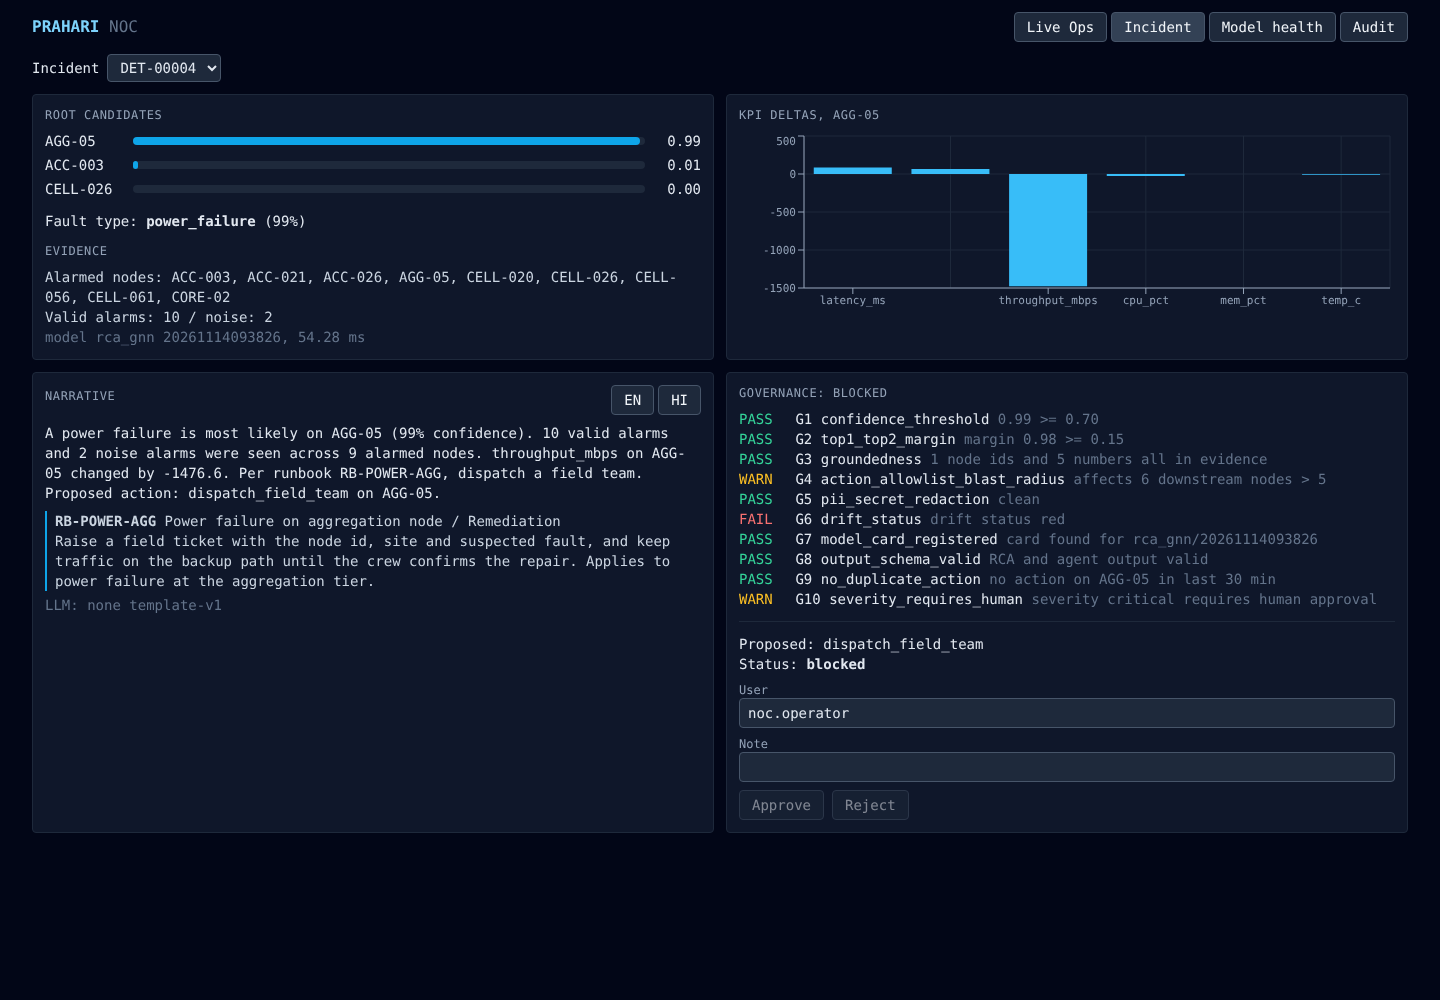 PRAHARI NOC
Live Ops
Incident
Model health
Audit
Incident DET-00004
ROOT CANDIDATES
AGG-05 0.99
ACC-003 0.01
CELL-026 0.00
Fault type: power_failure (99%)
EVIDENCE
Alarmed nodes: ACC-003, ACC-021, ACC-026, AGG-05, CELL-020, CELL-026, CELL-
056, CELL-061, CORE-02
Valid alarms: 10 / noise: 2
model rca_gnn 20261114093826, 54.28 ms
KPI DELTAS, AGG-05
500
0
-500
-1000
-1500
latency_ms throughput_mbps cpu_pct mem_pct temp_c
NARRATIVE
EN HI
A power failure is most likely on AGG-05 (99% confidence). 10 valid alarms
and 2 noise alarms were seen across 9 alarmed nodes. throughput_mbps on AGG-
05 changed by -1476.6. Per runbook RB-POWER-AGG, dispatch a field team.
Proposed action: dispatch_field_team on AGG-05.
RB-POWER-AGG Power failure on aggregation node / Remediation
Raise a field ticket with the node id, site and suspected fault, and keep
traffic on the backup path until the crew confirms the repair. Applies to
power failure at the aggregation tier.
LLM: none template-v1
GOVERNANCE: BLOCKED
PASS G1 confidence_threshold 0.99 >= 0.70
PASS G2 top1_top2_margin margin 0.98 >= 0.15
PASS G3 groundedness 1 node ids and 5 numbers all in evidence
WARN G4 action_allowlist_blast_radius affects 6 downstream nodes > 5
PASS G5 pii_secret_redaction clean
FAIL G6 drift_status drift status red
PASS G7 model_card_registered card found for rca_gnn/20261114093826
PASS G8 output_schema_valid RCA and agent output valid
PASS G9 no_duplicate_action no action on AGG-05 in last 30 min
WARN G10 severity_requires_human severity critical requires human approval
Proposed: dispatch_field_team
Status: blocked
User
noc.operator
Note
Approve Reject